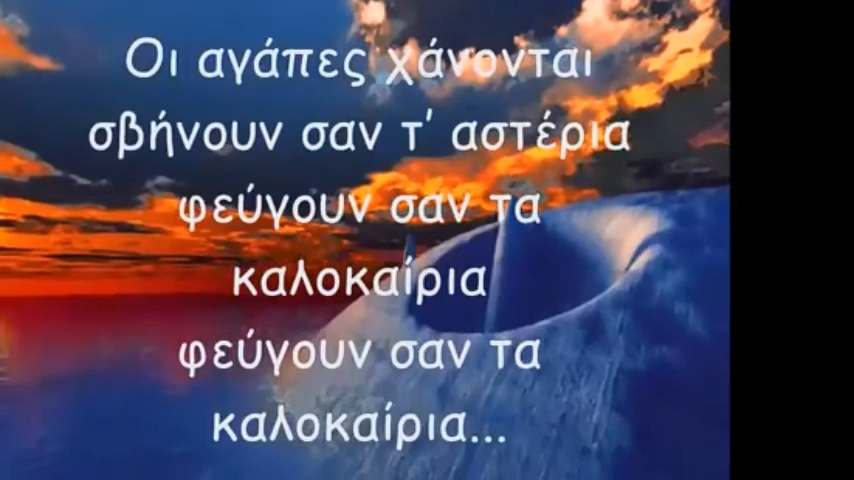 Οι αγάπες χάνονται
σβήνουν σαν τ' αστέρια
φεύγουν σαν τα
καλοκαίρια
φεύγουν σαν τα
καλοκαίρια...